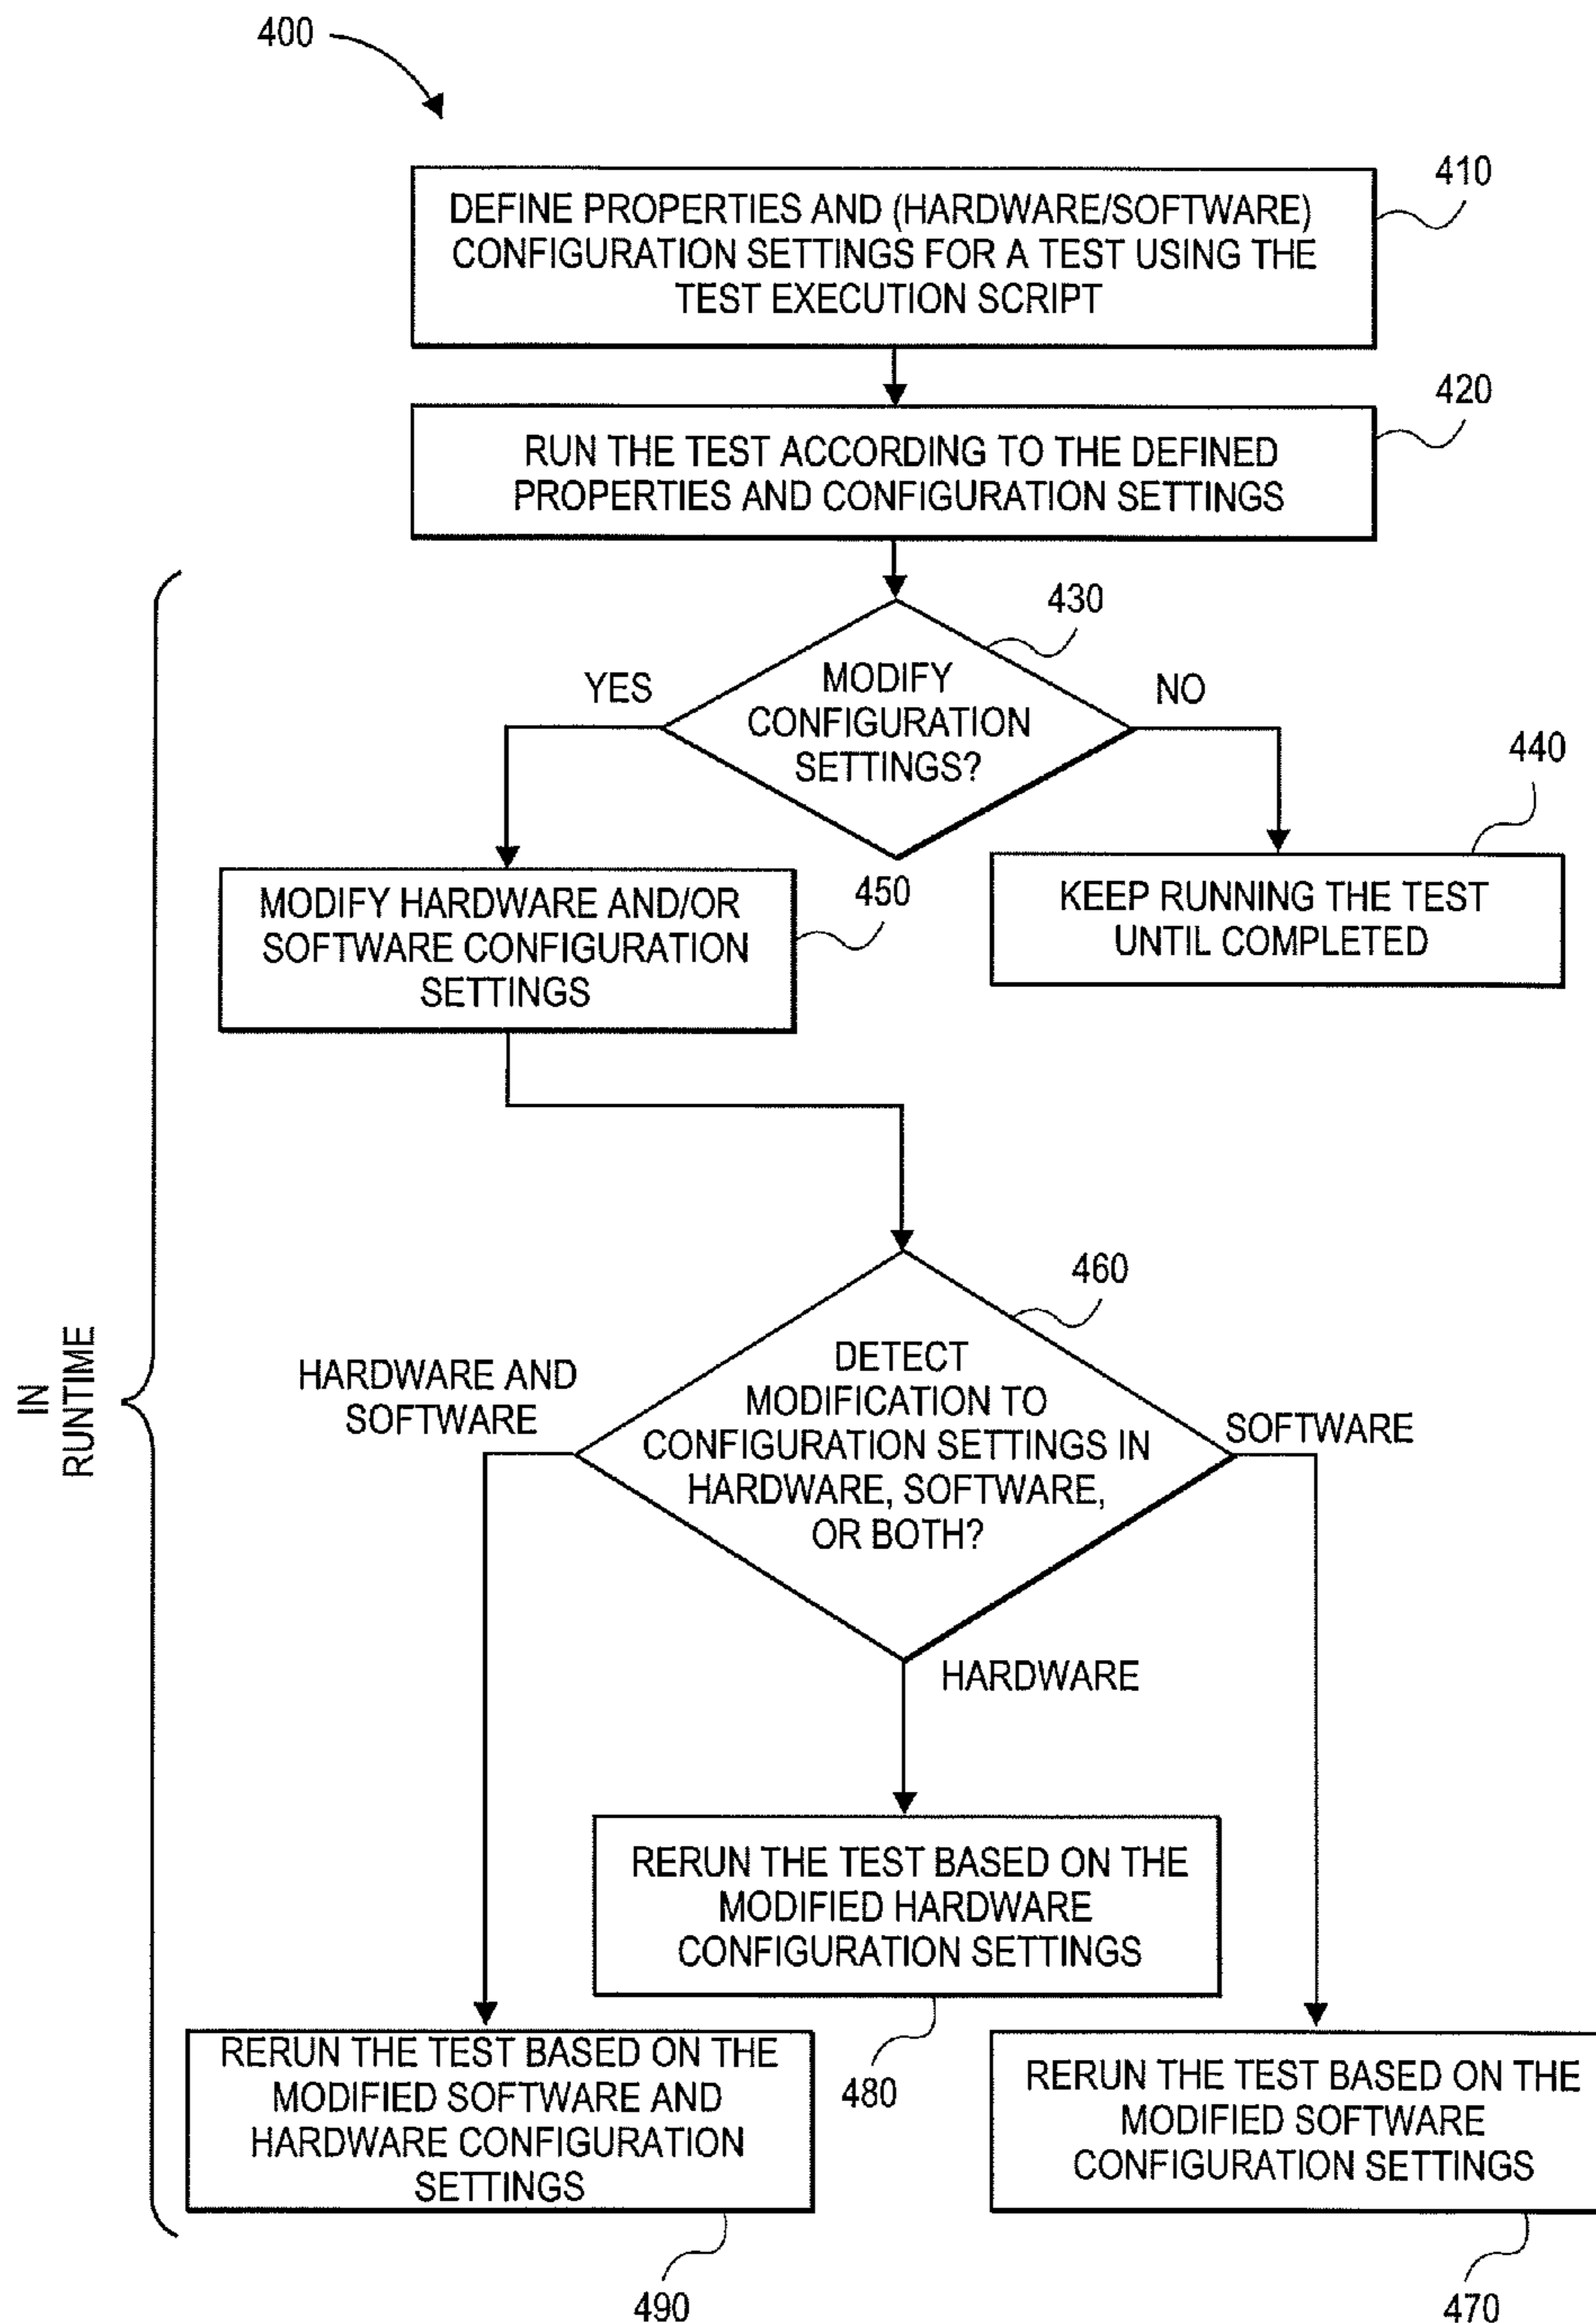 400
410
DEFINE PROPERTIES AND (HARDWARE/SOFTWARE)
CONFIGURATION SETTINGS FOR A TEST USING THE
TEST EXECUTION SCRIPT
420
RUN THE TEST ACCORDING TO THE DEFINED
PROPERTIES AND CONFIGURATION SETTINGS
430
YES
MODIFY
CONFIGURATION
SETTINGS?
NO
440
KEEP RUNNING THE TEST
UNTIL COMPLETED
450
MODIFY HARDWARE AND/OR
SOFTWARE CONFIGURATION
SETTINGS
460
IN
RUNTIME
HARDWARE AND
SOFTWARE
DETECT
MODIFICATION TO
CONFIGURATION SETTINGS IN
HARDWARE, SOFTWARE,
OR BOTH?
SOFTWARE
HARDWARE
RERUN THE TEST BASED ON THE
MODIFIED HARDWARE
CONFIGURATION SETTINGS
480
RERUN THE TEST BASED ON THE
MODIFIED SOFTWARE AND
HARDWARE CONFIGURATION
SETTINGS
490
RERUN THE TEST BASED ON THE
MODIFIED SOFTWARE
CONFIGURATION SETTINGS
470